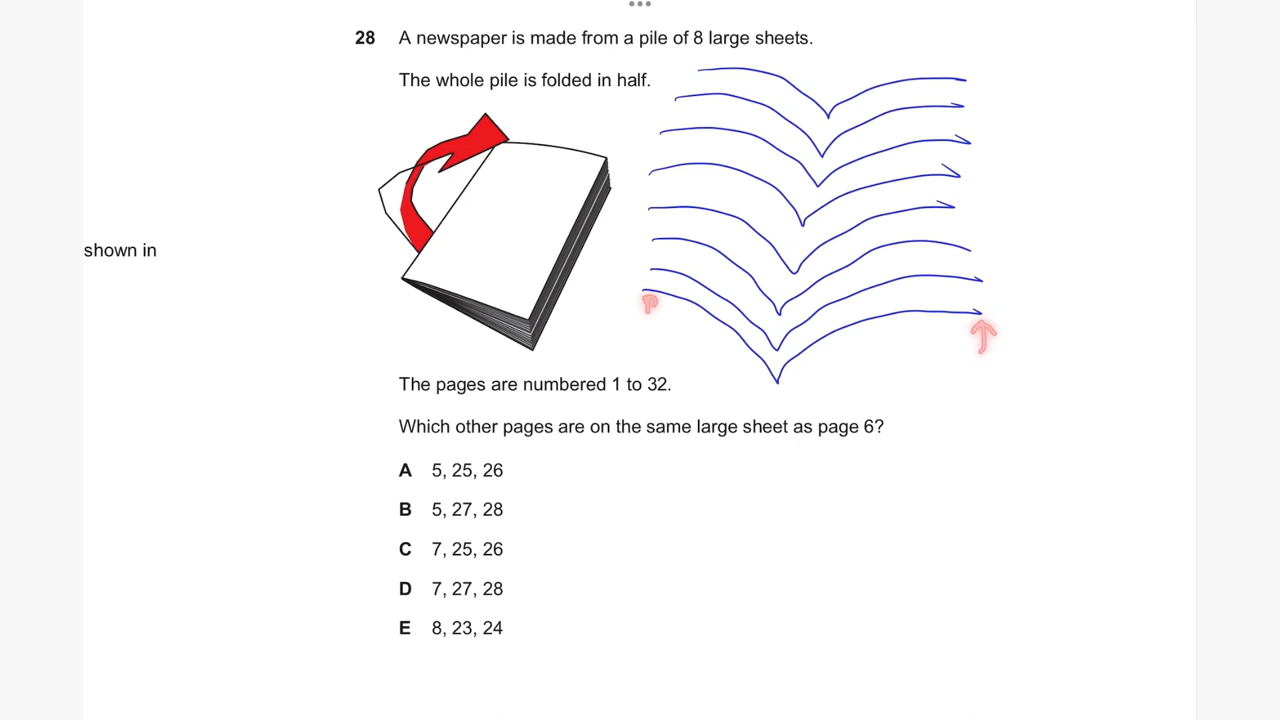 28 A newspaper is made from a pile of 8 large sheets.
The whole pile is folded in half.
shown in
The pages are numbered 1 to 32.
Which other pages are on the same large sheet as page 6?
A 5, 25, 26
B 5, 27, 28
C 7, 25, 26
D 7, 27, 28
E 8, 23, 24